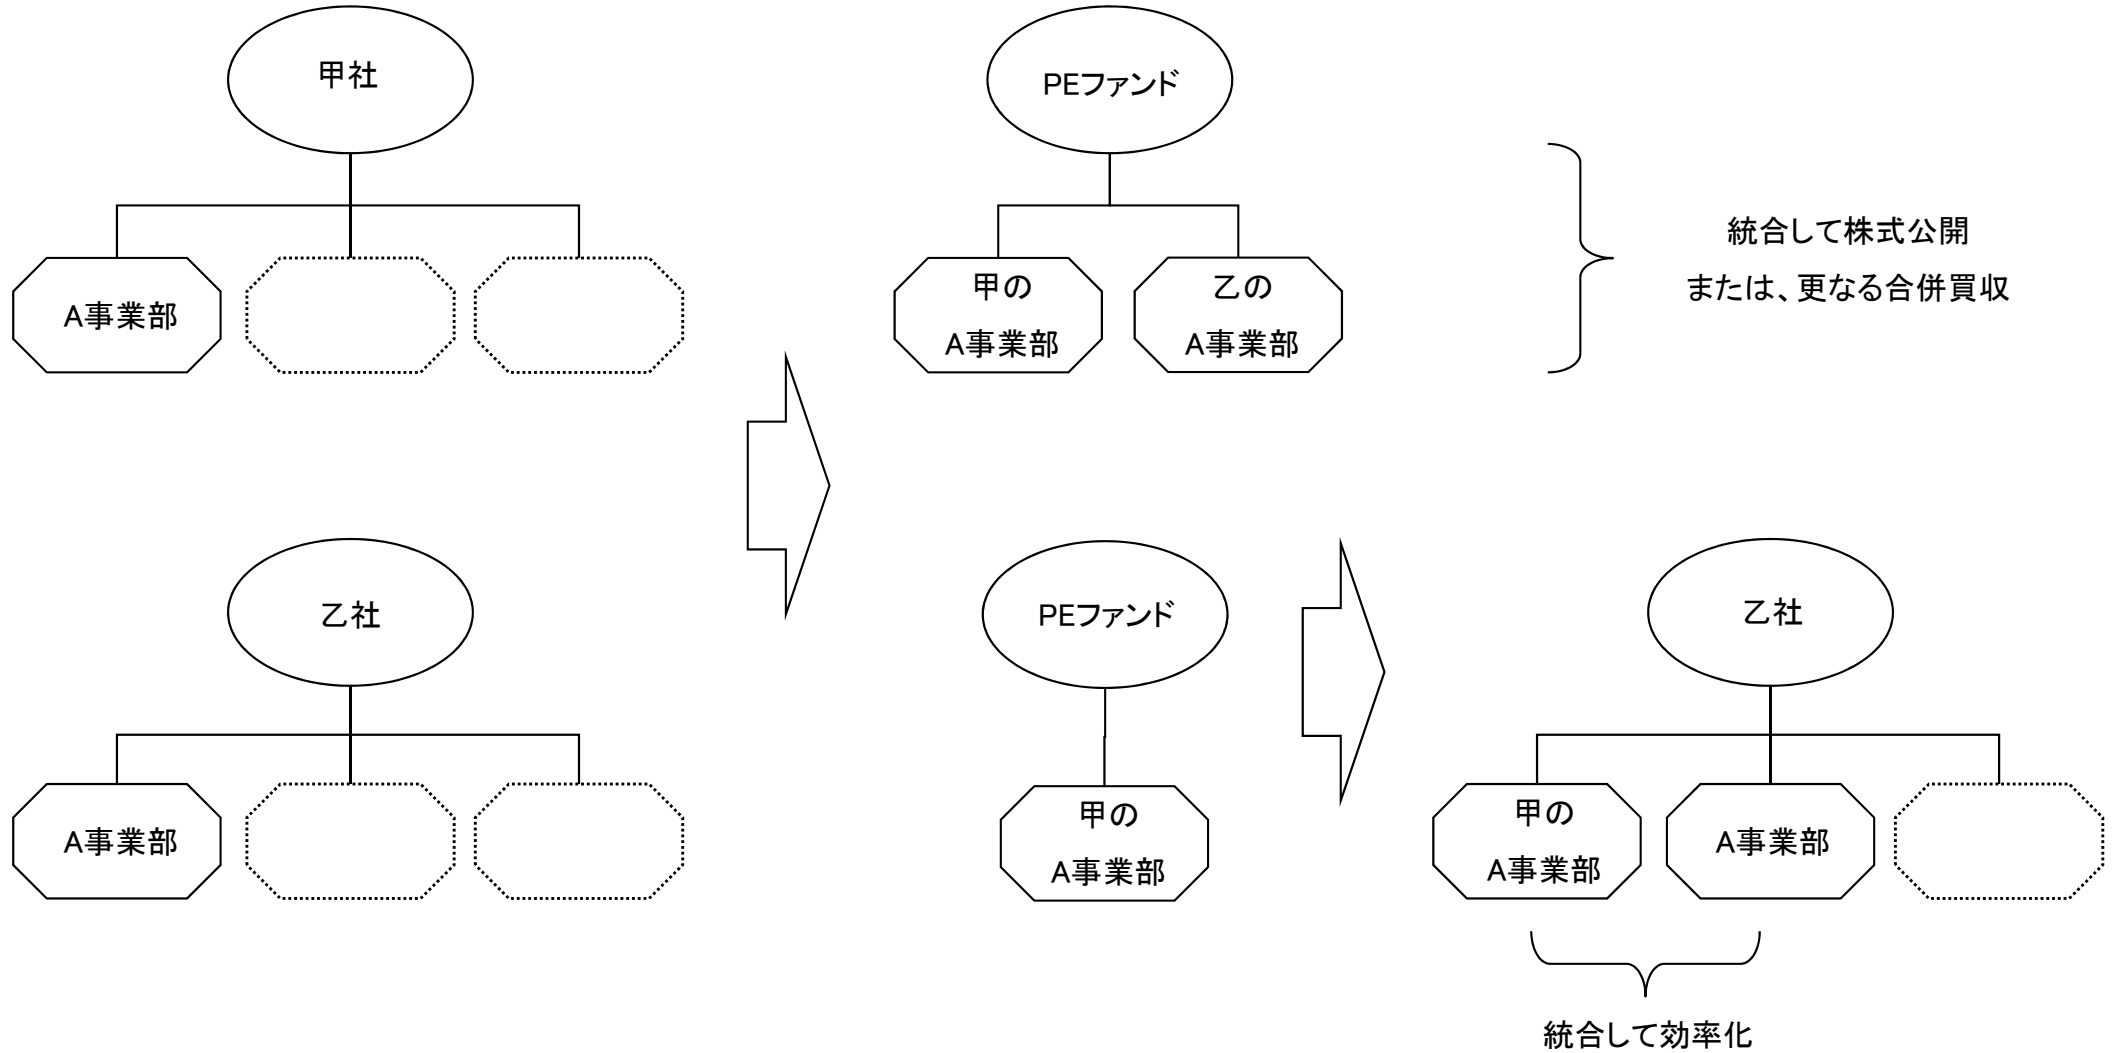 甲社
A事業部
PEファンド
甲の
A事業部
乙の
A事業部
統合して株式公開
または、更なる合併買収
乙社
A事業部
PEファンド
甲の
A事業部
乙社
甲の
A事業部
A事業部
統合して効率化